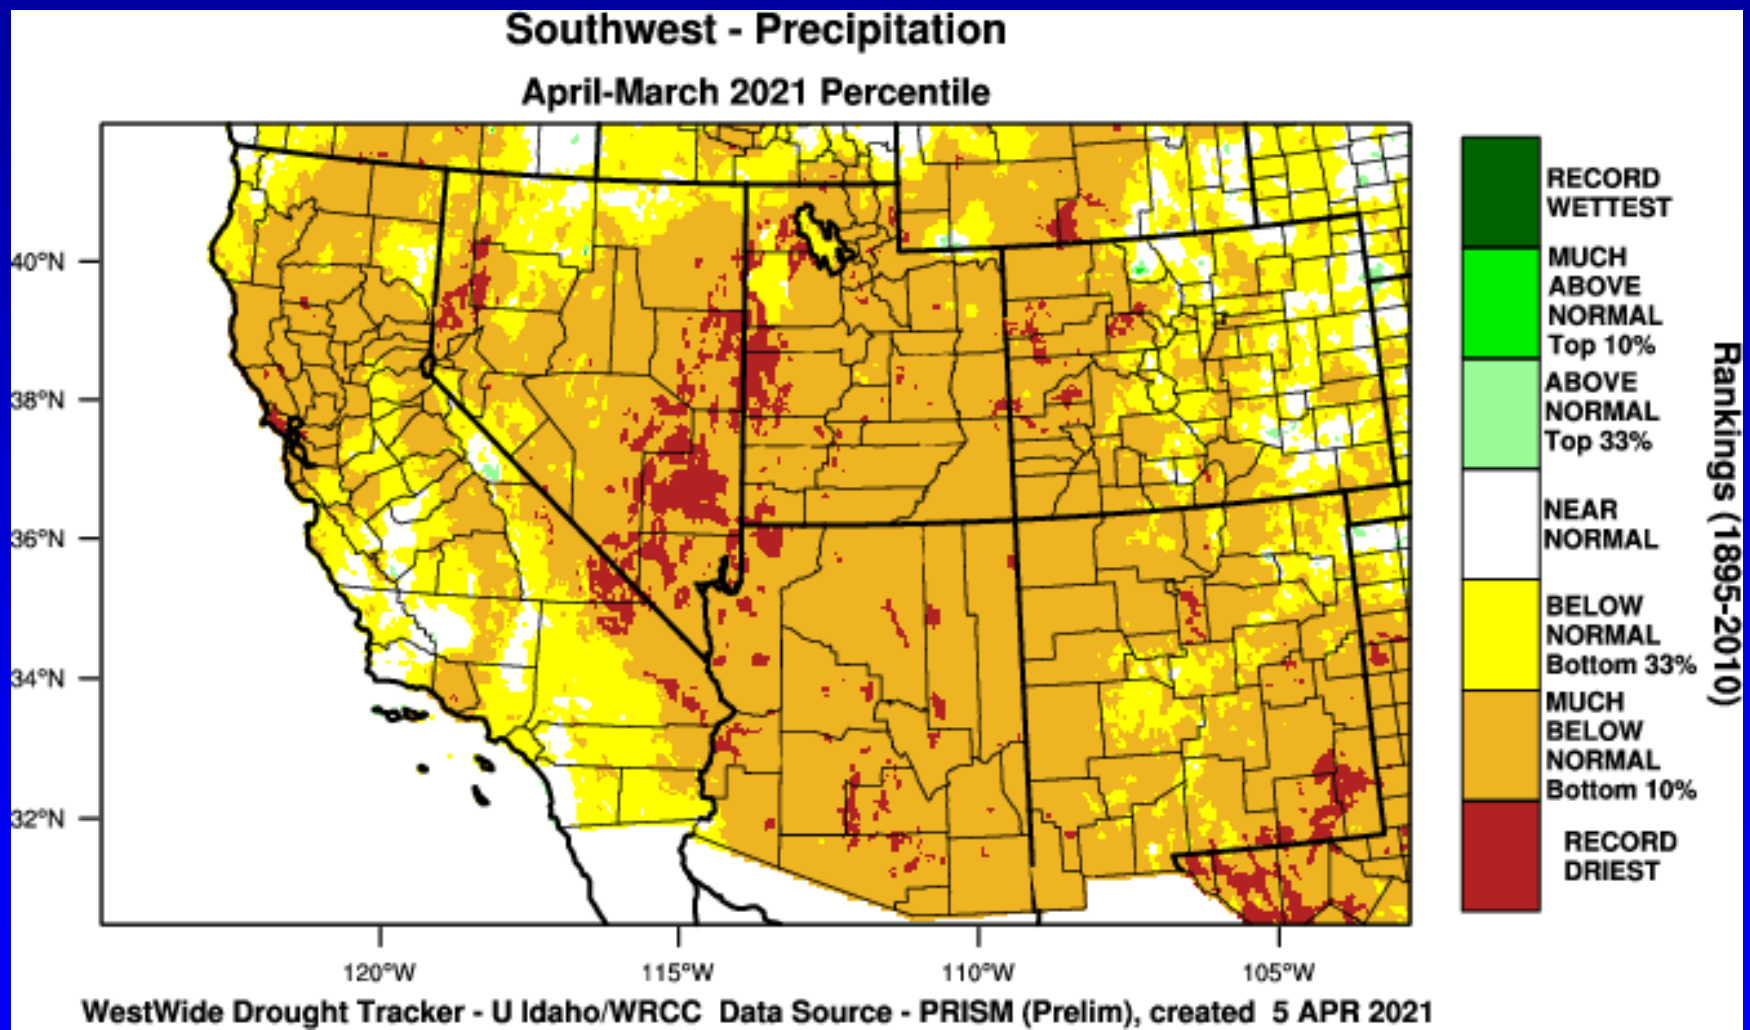 Southwest - Precipitation
April-March 2021 Percentile
40°N
38°N
36°N
34°N
32°N
120°W
115°W
110°W
105°W
RECORD
WETTEST
MUCH
ABOVE
NORMAL
Top 10%
ABOVE
NORMAL
Top 33%
NEAR
NORMAL
BELOW
NORMAL
Bottom 33%
MUCH
BELOW
NORMAL
Bottom 10%
RECORD
DRIEST
Rankings (1895-2010)
WestWide Drought Tracker - U Idaho/WRCC Data Source - PRISM (Prelim), created 5 APR 2021